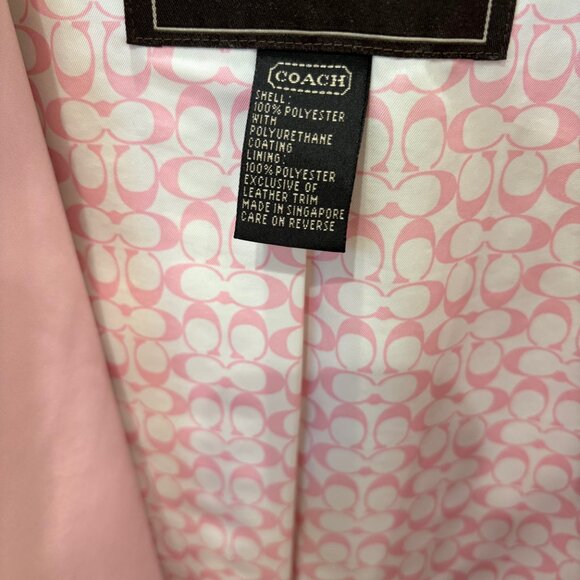 COACH
SHELL:
100% POLYESTER
WITH
POLYURETHANE
COATING
LINING:
100% POLYESTER
EXCLUSIVE OF
LEATHER TRIM
MADE IN SINGAPORE
CARE ON REVERSE